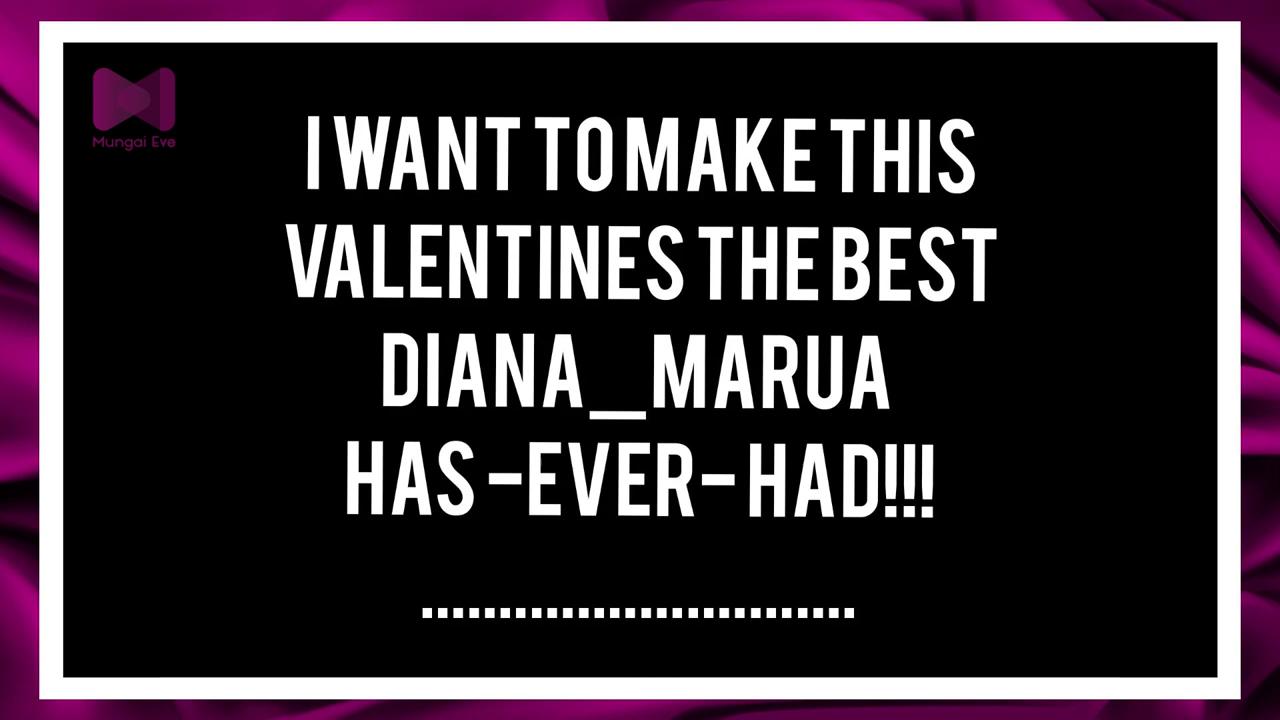 Mungai Eve
I WANT TO MAKE THIS
VALENTINES THE BEST
DIANA_MARUA
HAS -EVER- HAD!!!
............................